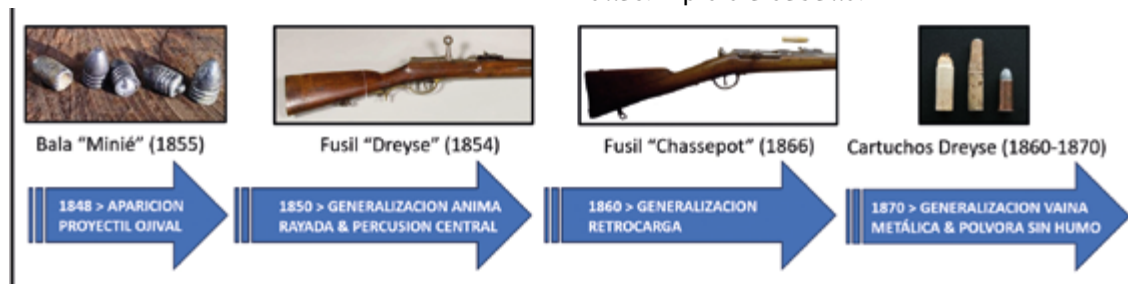 Bala “Minié” (1855)
Fusil “Dreyse” (1854)
Fusil “Chassepot” (1866)
Cartuchos Dreyse (1860-1870)
1848 > APARICION
PROYECTIL OJIVAL
1850 > GENERALIZACION ANIMA
RAYADA & PERCUSION CENTRAL
1860 > GENERALIZACION
RETROCARGA
1870 > GENERALIZACION VAINA
METÁLICA & POLVORA SIN HUMO